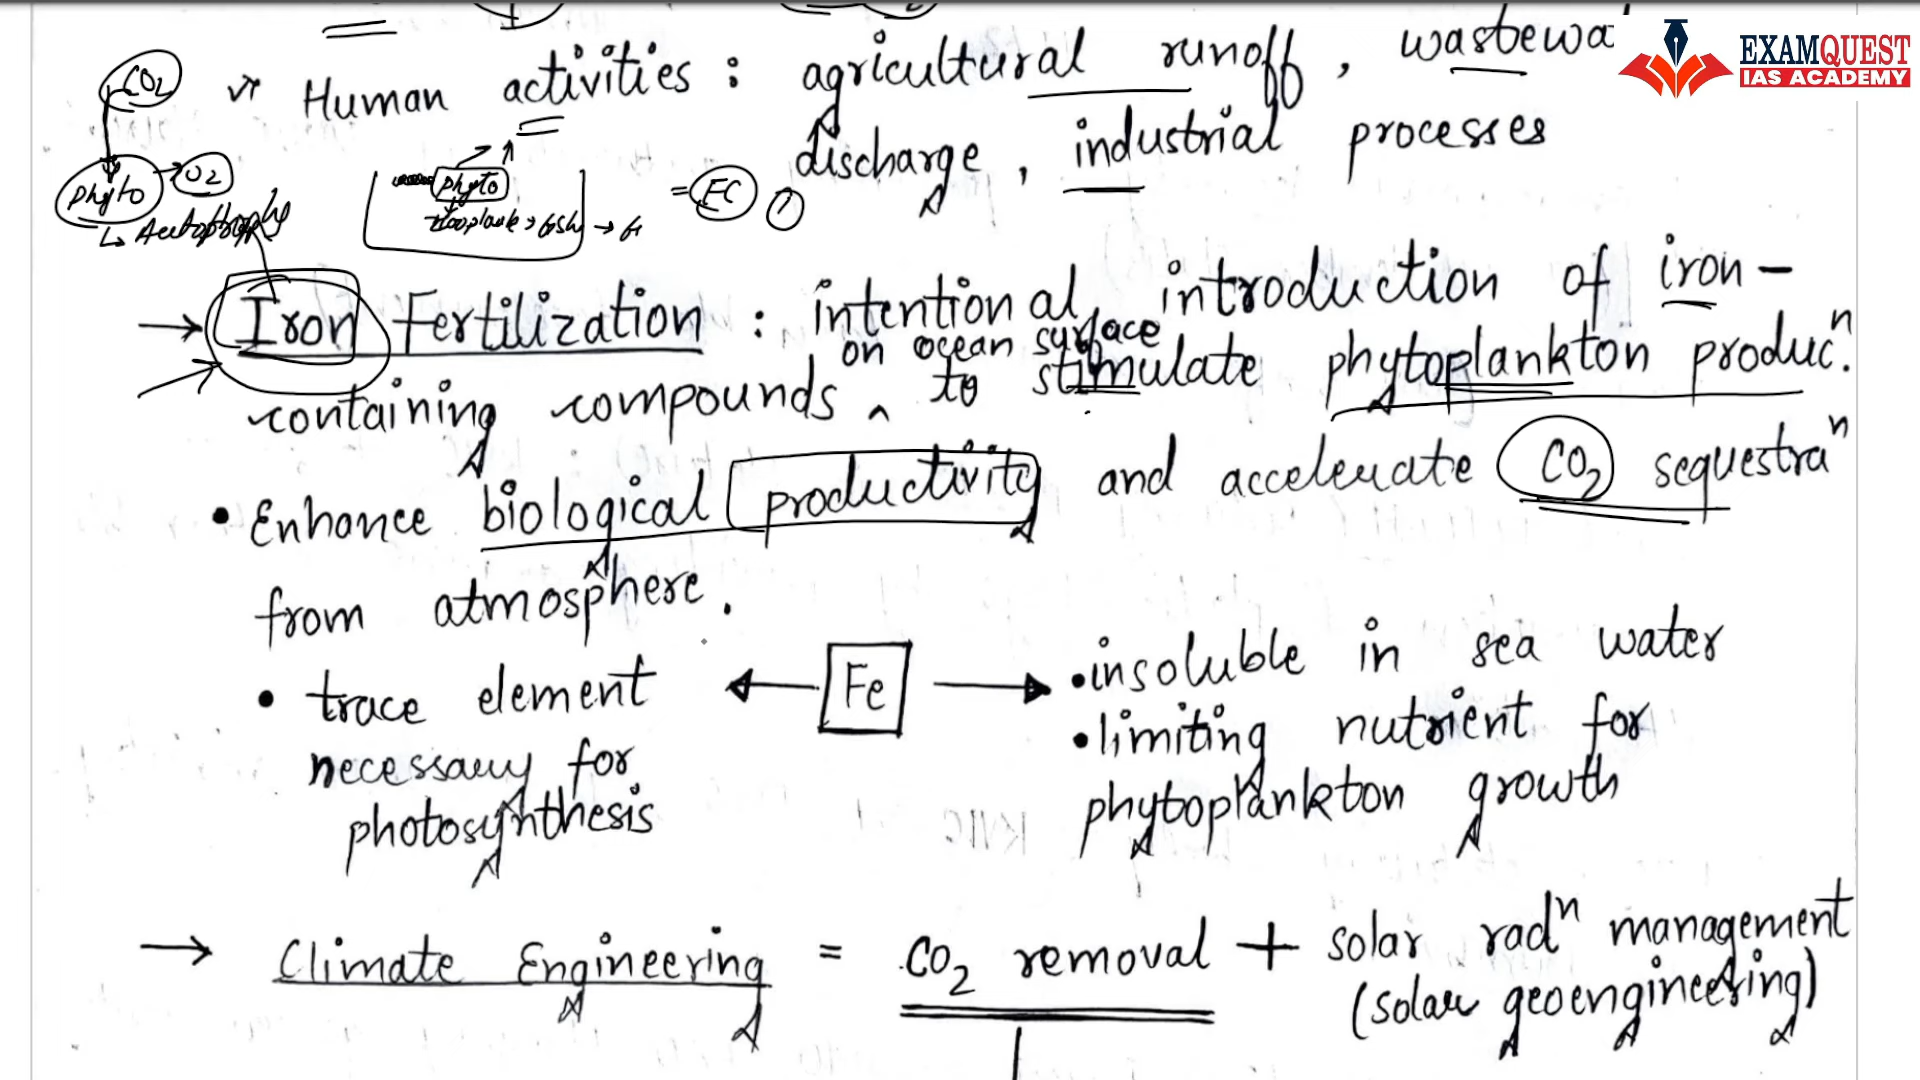 EXAMQUEST
IAS ACADEMY
CO2
Human activities : agricultural runoff, wastewa
discharge, industrial processes
phyto → O2
↳ Autotrophs
phyto
= EC ↑
→ Iron Fertilization : intentional introduction of iron-
on ocean surface
containing compounds ^ to stimulate phytoplankton producⁿ.
• Enhance biological productivity and accelerate CO2 sequestraⁿ
from atmosphere.
• trace element ← Fe → • insoluble in sea water
necessary for
photosynthesis
• limiting nutrient for
phytoplankton growth
→ Climate Engineering = CO2 removal + solar radⁿ management
(solar geoengineering)